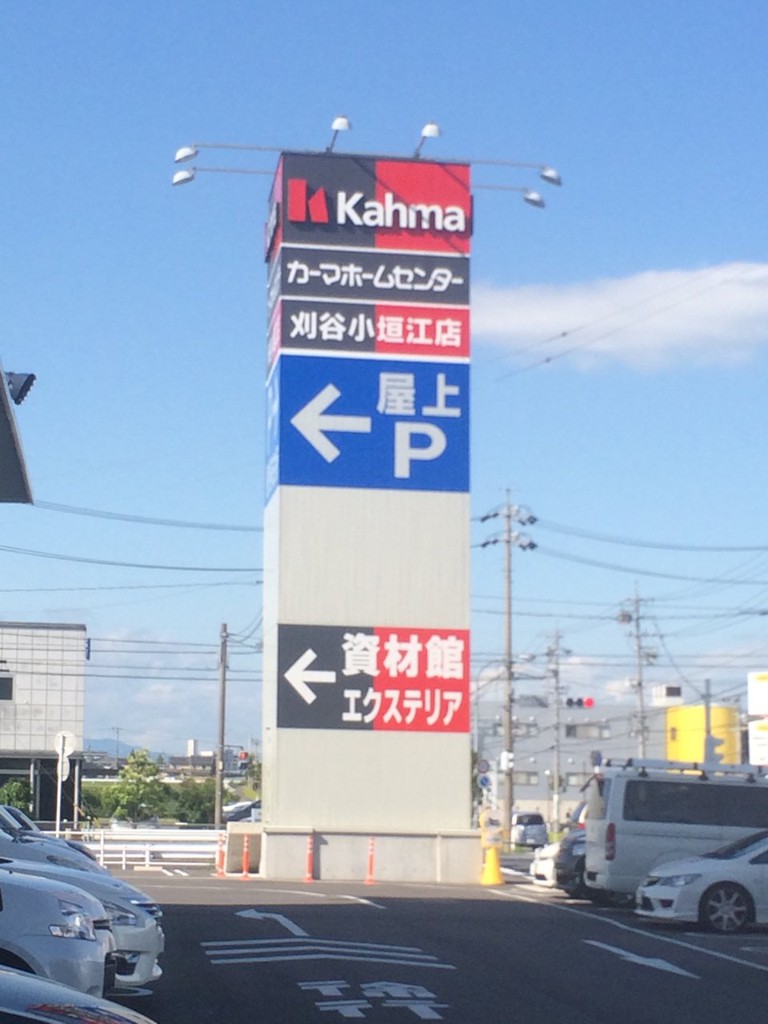 Kahma
カーマホームセンター
刈谷小垣江店
屋上
P
資材館
エクステリア